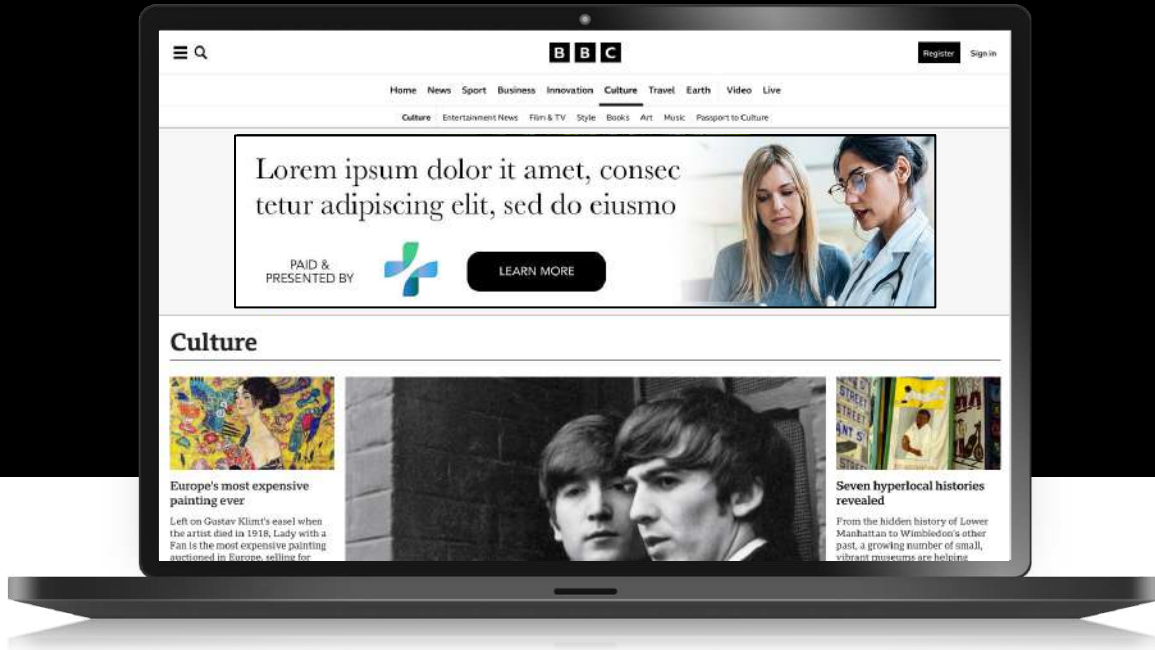 BBC
Register Sign in
Home News Sport Business Innovation Culture Travel Earth Video Live
Culture Entertainment News Film & TV Style Books Art Music Passport to Culture
Lorem ipsum dolor it amet, consec
tetur adipiscing elit, sed do eiusmo
PAID &
PRESENTED BY
LEARN MORE
Culture
Europe's most expensive
painting ever
Left on Gustav Klimt's easel when
the artist died in 1918, Lady with a
Fan is the most expensive painting
auctioned in Europe, selling for
STREET
STREET
ANT S
STREE
Seven hyperlocal histories
revealed
From the hidden history of Lower
Manhattan to Wimbledon's other
past, a growing number of small,
vibrant museums are helping